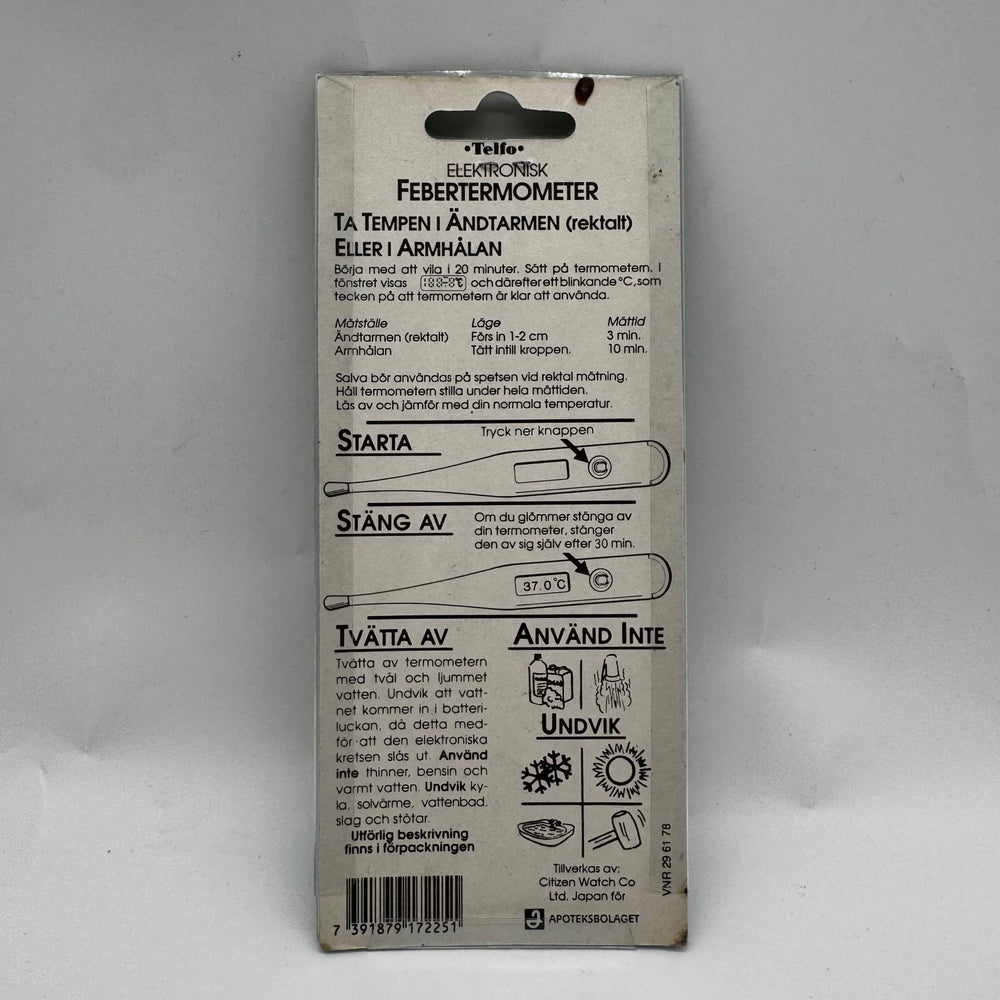 •Telfo•
ELEKTRONISK
FEBERTERMOMETER
TA TEMPEN I ÄNDTARMEN (rektalt)
ELLER I ARMHÅLAN
Börja med att vila i 20 minuter. Sätt på termometern. I
fönstret visas 188.8°C och därefter ett blinkande °C, som
tecken på att termometern är klar att använda.
Mätställe Läge Mättid
Ändtarmen (rektalt) Förs in 1-2 cm 3 min.
Armhålan Tätt intill kroppen. 10 min.
Salva bör användas på spetsen vid rektal mätning.
Håll termometern stilla under hela mättiden.
Läs av och jämför med din normala temperatur.
STARTA Tryck ner knappen
STÄNG AV
Om du glömmer stänga av
din termometer, stänger
den av sig själv efter 30 min.
37.0°C
TVÄTTA AV
Tvätta av termometern
med tvål och ljummet
vatten. Undvik att vatt-
net kommer in i batteri-
luckan, då detta med-
för att den elektroniska
kretsen slås ut. Använd
inte thinner, bensin och
varmt vatten. Undvik ky-
la, solvärme, vattenbad,
slag och stötar.
Utförlig beskrivning
finns i förpackningen
ANVÄND INTE
UNDVIK
Tillverkas av:
Citizen Watch Co
Ltd. Japan för
APOTEKSBOLAGET
VNR 29 61 78
7 391879 172251